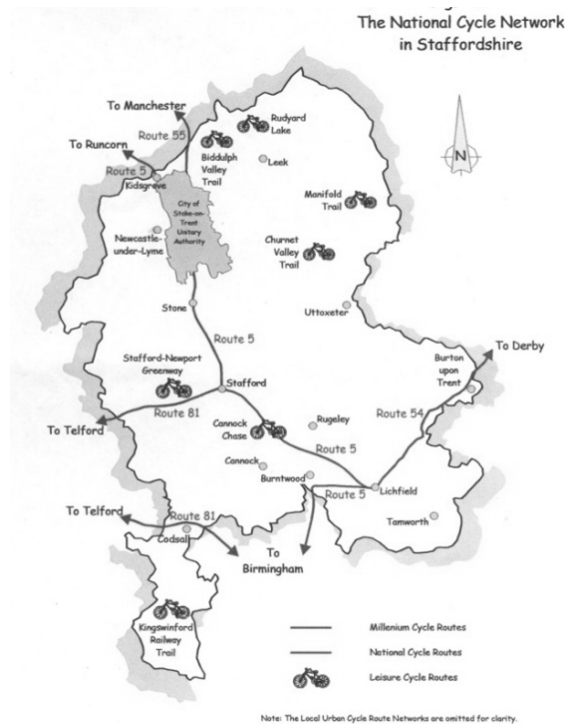 The National Cycle Network
in Staffordshire
To Manchester
Route 55
Rudyard
Lake
To Runcorn
Biddulph
Valley
Trail
Leek
Route 5
Kidsgrove
N
City of
Stoke-on-
Trent
Unitary
Authority
Manifold
Trail
Newcastle-
under-Lyme
Churnet
Valley
Trail
Stone
Uttoxeter
Route 5
To Derby
Stafford-Newport
Greenway
Burton
upon
Trent
Stafford
Route 81
Route 54
To Telford
Cannock
Chase
Rugeley
Route 5
Cannock
Burntwood
Route 5
Lichfield
To Telford
Route 81
Tamworth
Codsall
To
Birmingham
Kingswinford
Railway
Trail
Millenium Cycle Routes
National Cycle Routes
Leisure Cycle Routes
Note: The Local Urban Cycle Route Networks are omitted for clarity.